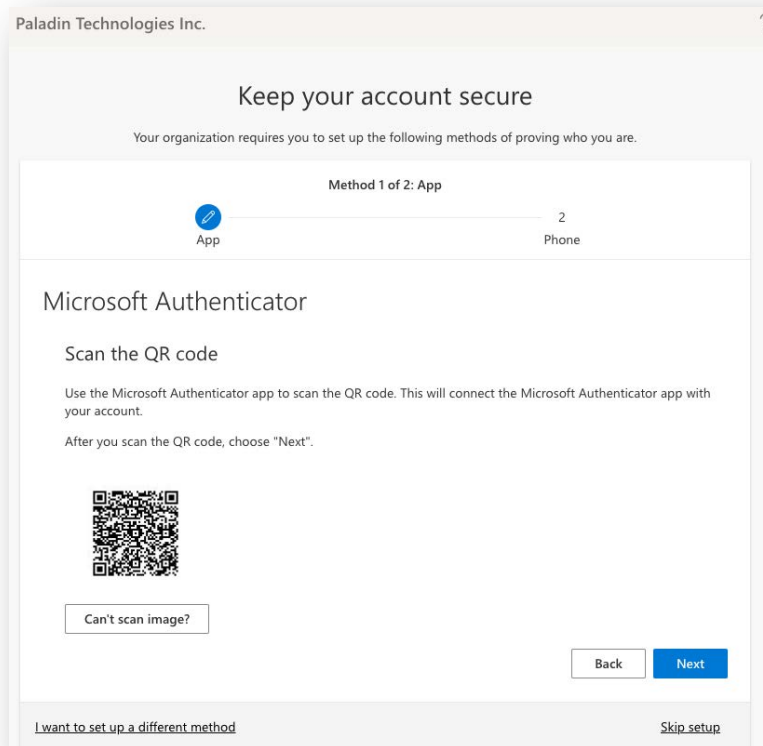 Paladin Technologies Inc.
Keep your account secure
Your organization requires you to set up the following methods of proving who you are.
Method 1 of 2: App
2
App
Phone
Microsoft Authenticator
Scan the QR code
Use the Microsoft Authenticator app to scan the QR code. This will connect the Microsoft Authenticator app with
your account.
After you scan the QR code, choose "Next".
Can't scan image?
Back
Next
I want to set up a different method
Skip setup